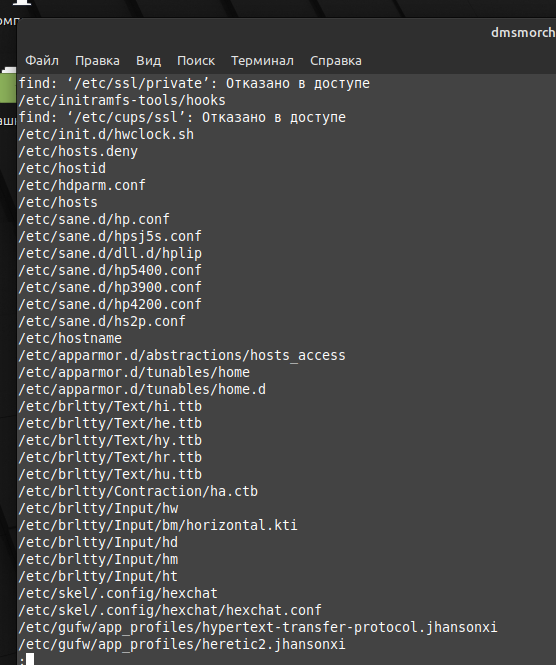 dmsmorch
Файл Правка Вид Поиск Терминал Справка
find: ‘/etc/ssl/private’: Отказано в доступе
/etc/initramfs-tools/hooks
find: ‘/etc/cups/ssl’: Отказано в доступе
/etc/init.d/hwclock.sh
/etc/hosts.deny
/etc/hostid
/etc/hdparm.conf
/etc/hosts
/etc/sane.d/hp.conf
/etc/sane.d/hpsj5s.conf
/etc/sane.d/dll.d/hplip
/etc/sane.d/hp5400.conf
/etc/sane.d/hp3900.conf
/etc/sane.d/hp4200.conf
/etc/sane.d/hs2p.conf
/etc/hostname
/etc/apparmor.d/abstractions/hosts_access
/etc/apparmor.d/tunables/home
/etc/apparmor.d/tunables/home.d
/etc/brltty/Text/hi.ttb
/etc/brltty/Text/he.ttb
/etc/brltty/Text/hy.ttb
/etc/brltty/Text/hr.ttb
/etc/brltty/Text/hu.ttb
/etc/brltty/Contraction/ha.ctb
/etc/brltty/Input/hw
/etc/brltty/Input/bm/horizontal.kti
/etc/brltty/Input/hd
/etc/brltty/Input/hm
/etc/brltty/Input/ht
/etc/skel/.config/hexchat
/etc/skel/.config/hexchat/hexchat.conf
/etc/gufw/app_profiles/hypertext-transfer-protocol.jhansonxi
/etc/gufw/app_profiles/heretic2.jhansonxi
: